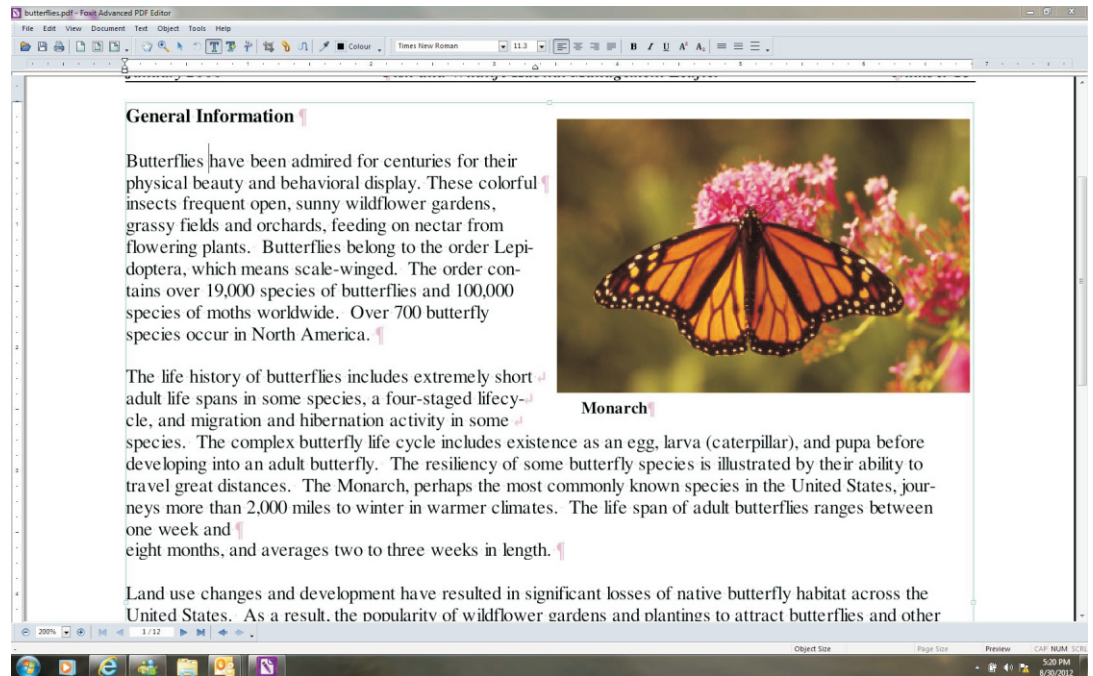 butterflies.pdf - Foxit Advanced PDF Editor
File Edit View Document Text Object Tools Help
Colour
Times New Roman
11.3
B I U A A
1 2 3 4 5 6 7
General Information ¶
Butterflies have been admired for centuries for their
physical beauty and behavioral display. These colorful ¶
insects frequent open, sunny wildflower gardens,
grassy fields and orchards, feeding on nectar from
flowering plants. Butterflies belong to the order Lepi-
doptera, which means scale-winged. The order con-
tains over 19,000 species of butterflies and 100,000
species of moths worldwide. Over 700 butterfly
species occur in North America. ¶
The life history of butterflies includes extremely short ↵
adult life spans in some species, a four-staged lifecy-↵
cle, and migration and hibernation activity in some ↵
Monarch¶
species. The complex butterfly life cycle includes existence as an egg, larva (caterpillar), and pupa before
developing into an adult butterfly. The resiliency of some butterfly species is illustrated by their ability to
travel great distances. The Monarch, perhaps the most commonly known species in the United States, jour-
neys more than 2,000 miles to winter in warmer climates. The life span of adult butterflies ranges between
one week and ¶
eight months, and averages two to three weeks in length. ¶
Land use changes and development have resulted in significant losses of native butterfly habitat across the
United States. As a result, the popularity of wildflower gardens and plantings to attract butterflies and other
200% 1/12
Object Size Page Size Preview CAP NUM SCRL
5:20 PM
8/30/2012